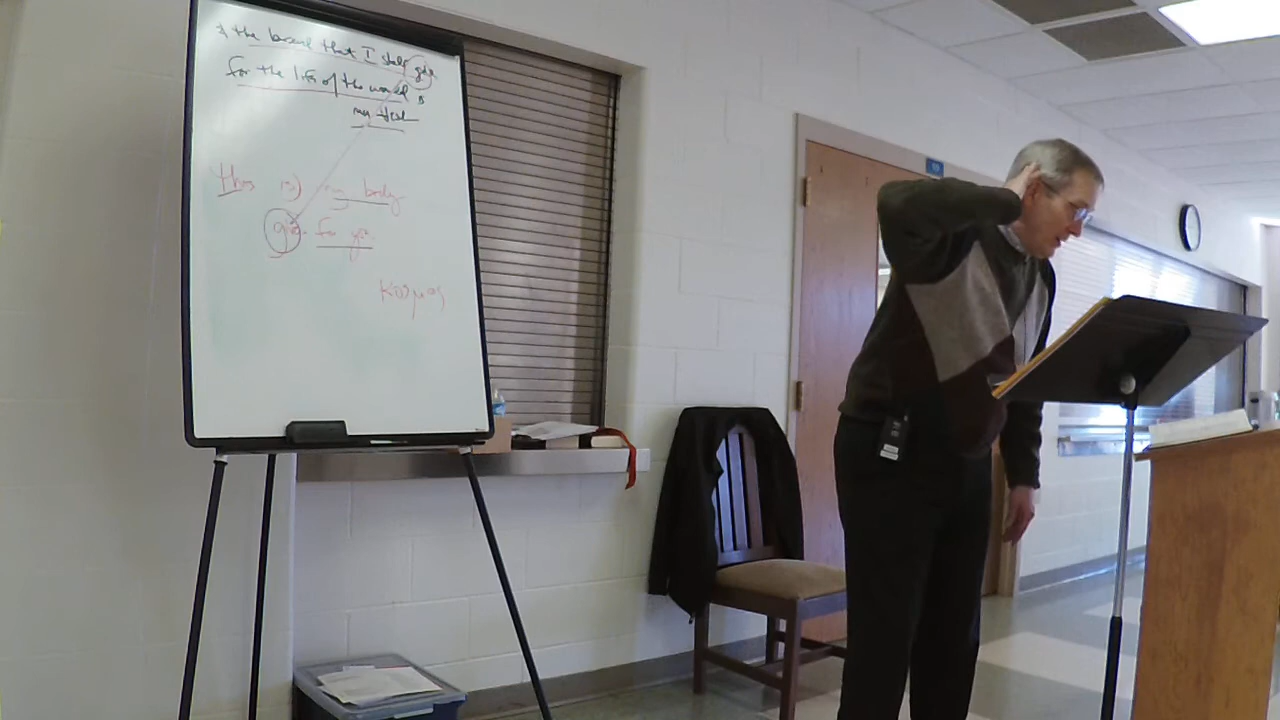 the bread that I shall give
for the life of the world is
my flesh
this is my body
given for you
κοσμος